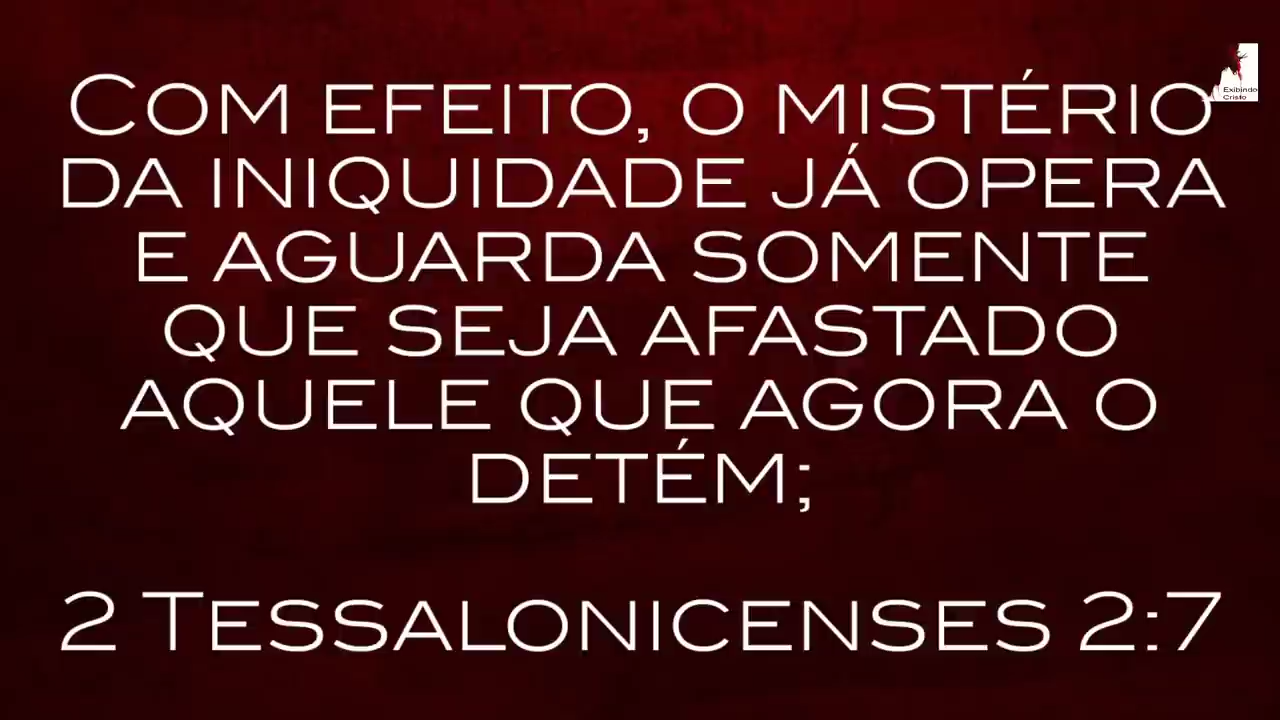 Com efeito, o mistério
da iniquidade já opera
e aguarda somente
que seja afastado
aquele que agora o
detém;
2 Tessalonicenses 2:7
Exibindo
Cristo